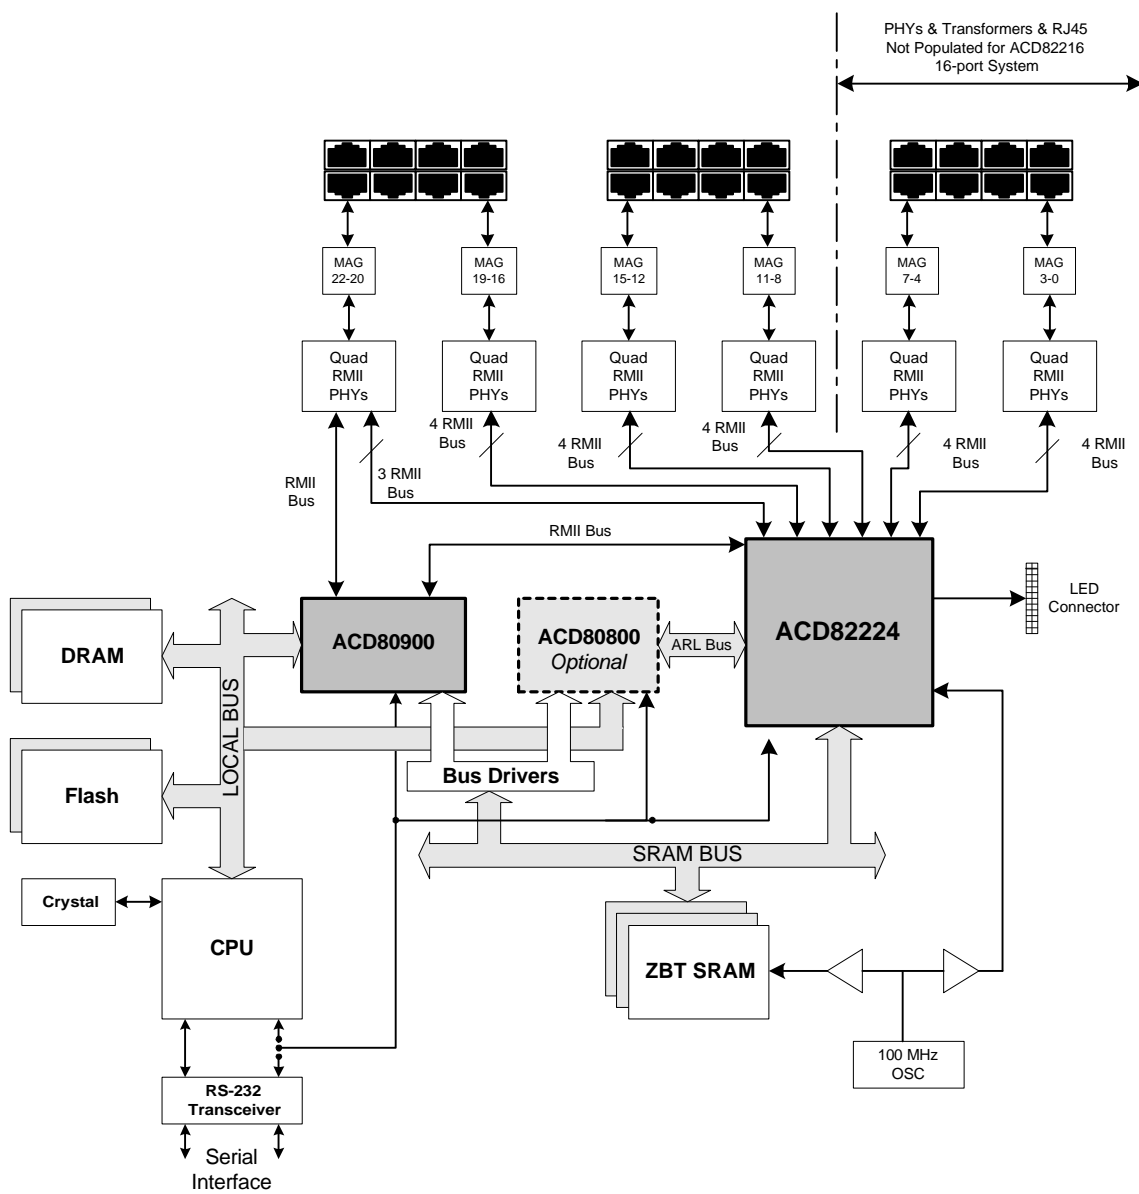 PHYs & Transformers & RJ45
Not Populated for ACD82216
16-port System
MAG
22-20
MAG
19-16
MAG
15-12
MAG
11-8
MAG
7-4
MAG
3-0
Quad
RMII
PHYs
Quad
RMII
PHYs
Quad
RMII
PHYs
Quad
RMII
PHYs
Quad
RMII
PHYs
Quad
RMII
PHYs
RMII
Bus
3 RMII
Bus
4 RMII
Bus
4 RMII
Bus
4 RMII
Bus
4 RMII
Bus
4 RMII
Bus
RMII Bus
LED
Connector
DRAM
ACD80900
ACD80800
Optional
ARL Bus
ACD82224
LOCAL BUS
Flash
Bus Drivers
SRAM BUS
Crystal
CPU
ZBT SRAM
100 MHz
OSC
RS-232
Transceiver
Serial
Interface